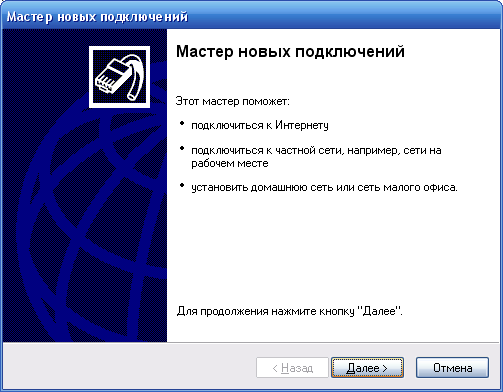 Мастер новых подключений
Мастер новых подключений
Этот мастер поможет:
• подключиться к Интернету
• подключиться к частной сети, например, сети на
рабочем месте
• установить домашнюю сеть или сеть малого офиса.
Для продолжения нажмите кнопку "Далее".
< Назад Далее > Отмена